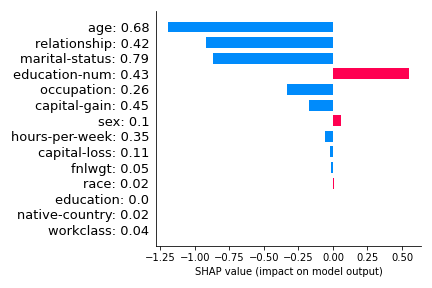 age: 0.68
relationship: 0.42
marital-status: 0.79
education-num: 0.43
occupation: 0.26
capital-gain: 0.45
sex: 0.1
hours-per-week: 0.35
capital-loss: 0.11
fnlwgt: 0.05
race: 0.02
education: 0.0
native-country: 0.02
workclass: 0.04
−1.25 −1.00 −0.75 −0.50 −0.25 0.00 0.25 0.50
SHAP value (impact on model output)